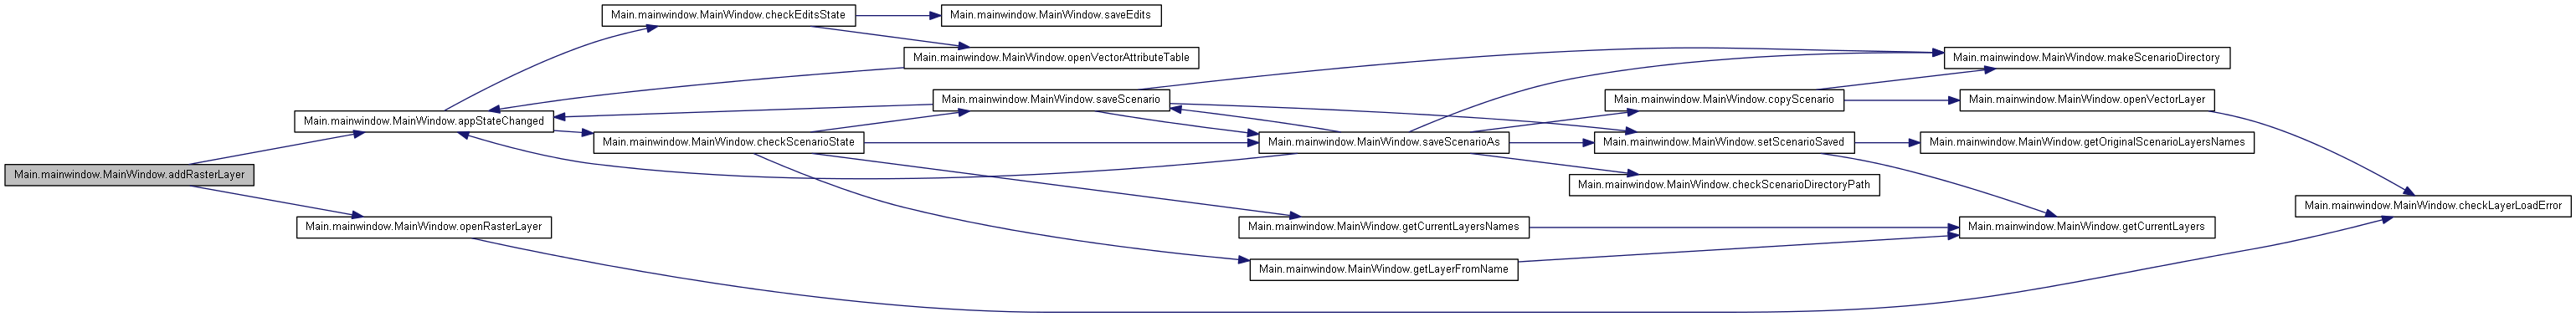 Main.mainwindow.MainWindow.checkEditsState
Main.mainwindow.MainWindow.saveEdits
Main.mainwindow.MainWindow.openVectorAttributeTable
Main.mainwindow.MainWindow.makeScenarioDirectory
Main.mainwindow.MainWindow.saveScenario
Main.mainwindow.MainWindow.copyScenario
Main.mainwindow.MainWindow.openVectorLayer
Main.mainwindow.MainWindow.appStateChanged
Main.mainwindow.MainWindow.checkScenarioState
Main.mainwindow.MainWindow.saveScenarioAs
Main.mainwindow.MainWindow.setScenarioSaved
Main.mainwindow.MainWindow.getOriginalScenarioLayersNames
Main.mainwindow.MainWindow.addRasterLayer
Main.mainwindow.MainWindow.checkScenarioDirectoryPath
Main.mainwindow.MainWindow.checkLayerLoadError
Main.mainwindow.MainWindow.openRasterLayer
Main.mainwindow.MainWindow.getCurrentLayersNames
Main.mainwindow.MainWindow.getCurrentLayers
Main.mainwindow.MainWindow.getLayerFromName